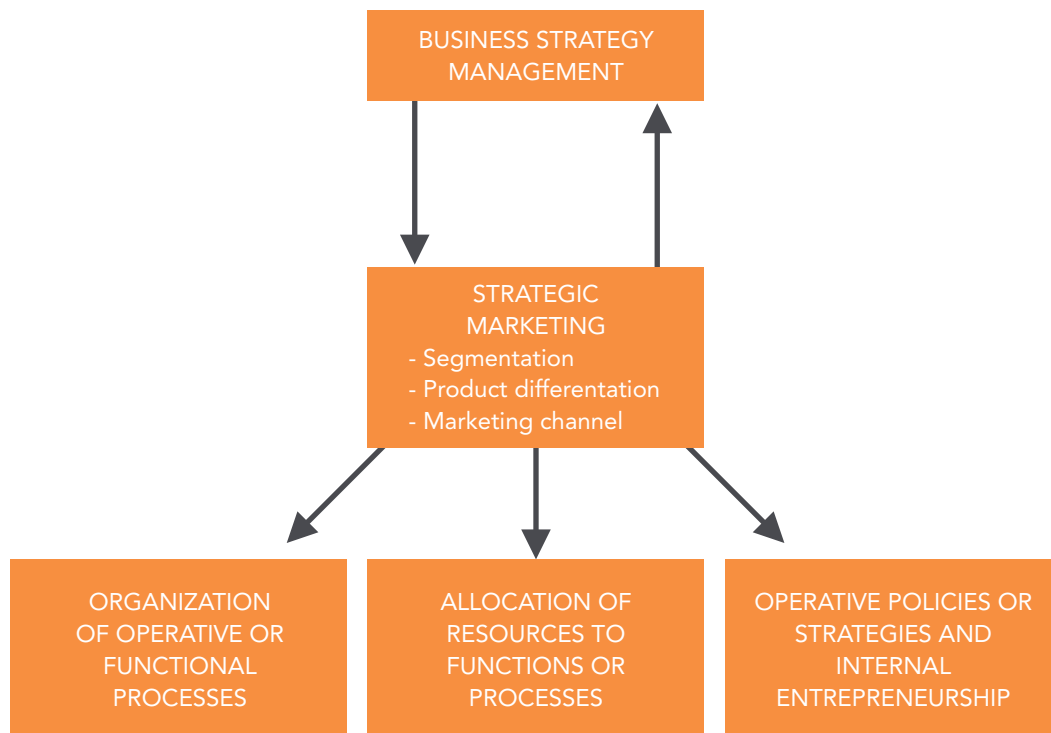 BUSINESS STRATEGY
MANAGEMENT
STRATEGIC
MARKETING
- Segmentation
- Product differentation
- Marketing channel
ORGANIZATION
OF OPERATIVE OR
FUNCTIONAL
PROCESSES
ALLOCATION OF
RESOURCES TO
FUNCTIONS OR
PROCESSES
OPERATIVE POLICIES OR
STRATEGIES AND
INTERNAL
ENTREPRENEURSHIP